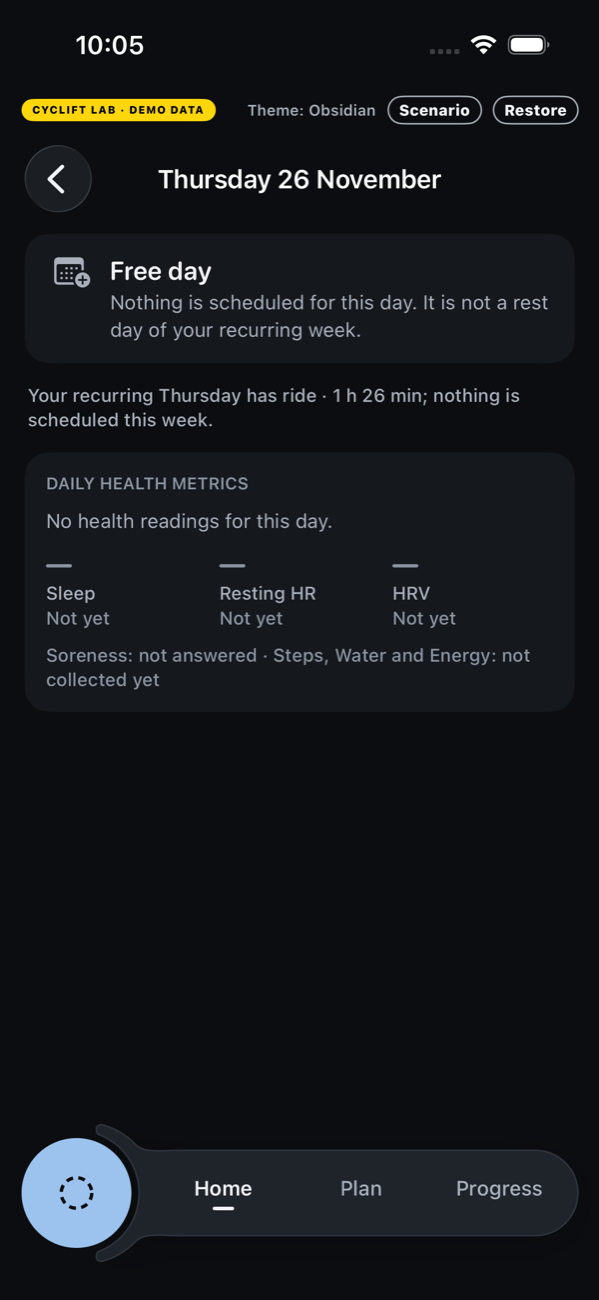 10:05
CYCLIFT LAB · DEMO DATA
Theme: Obsidian
Scenario
Restore
Thursday 26 November
Free day
Nothing is scheduled for this day. It is not a rest
day of your recurring week.
Your recurring Thursday has ride · 1 h 26 min; nothing is
scheduled this week.
DAILY HEALTH METRICS
No health readings for this day.
— — —
Sleep Resting HR HRV
Not yet Not yet Not yet
Soreness: not answered · Steps, Water and Energy: not
collected yet
Home Plan Progress